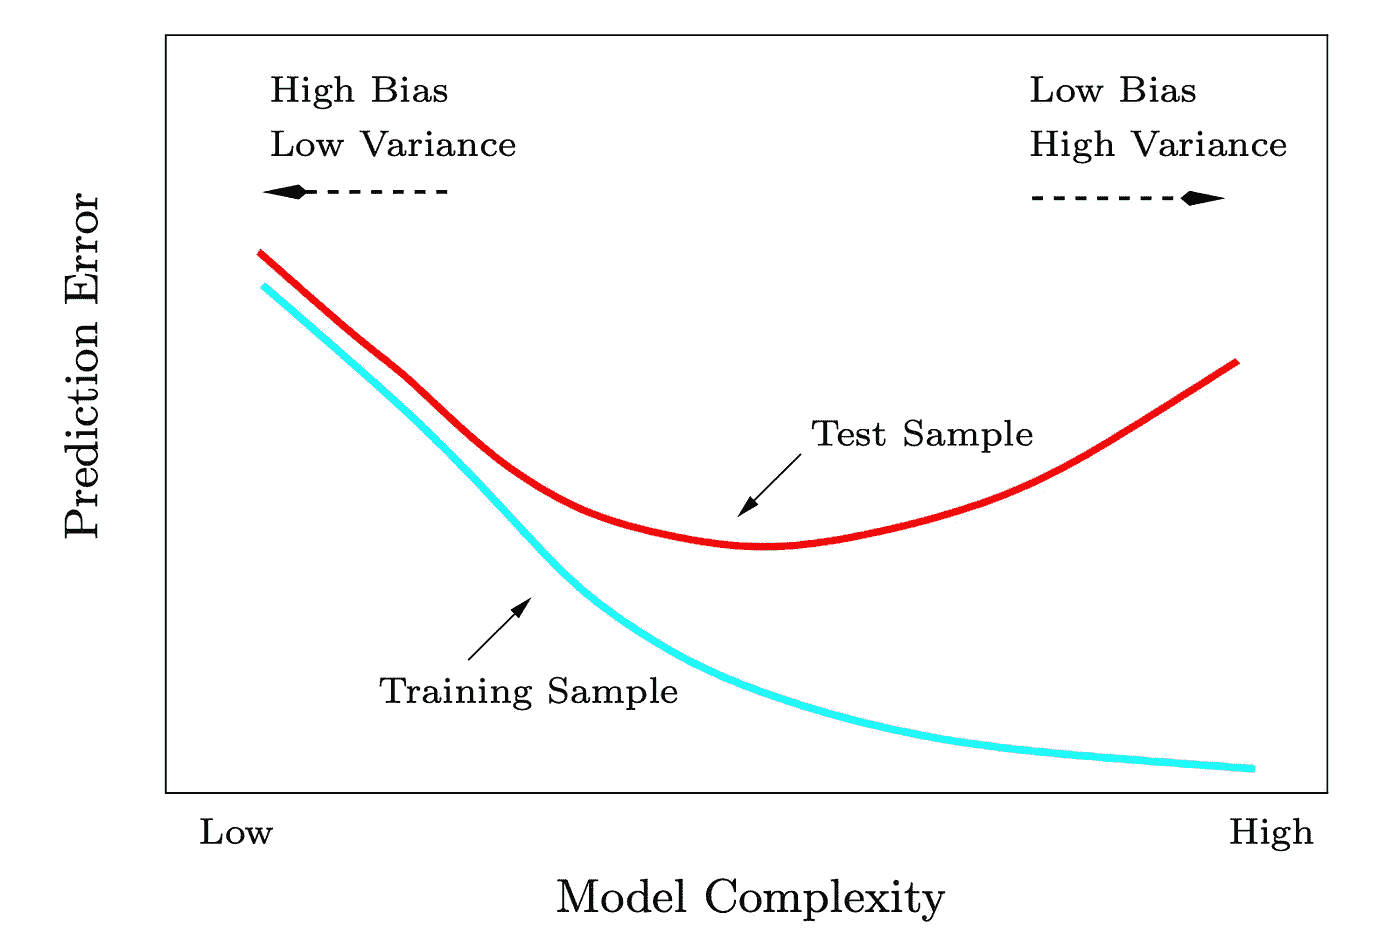 High Bias
Low Variance
Low Bias
High Variance
Prediction Error
Test Sample
Training Sample
Low
High
Model Complexity